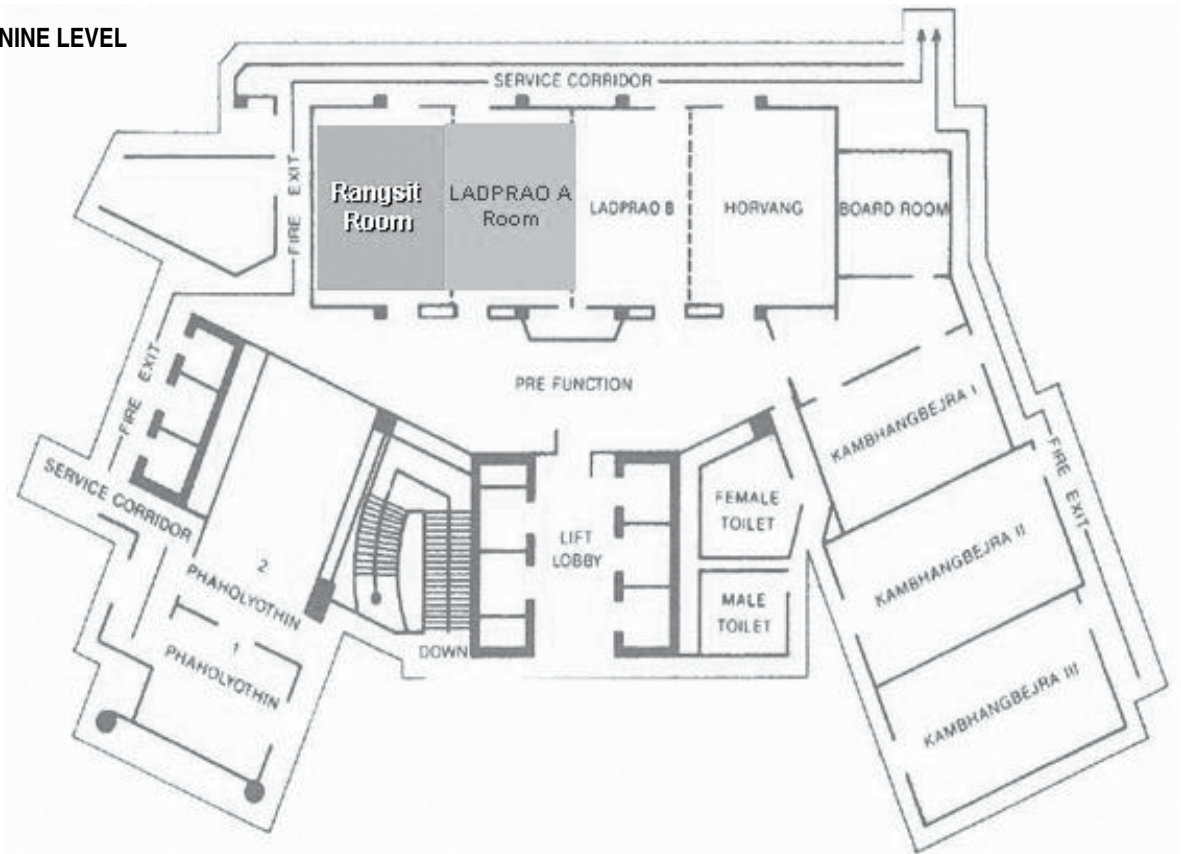 NINE LEVEL
SERVICE CORRIDOR
FIRE EXIT
Rangsit
Room
LADPRAO A
Room
LADPRAO B
HORVANG
BOARD ROOM
PRE FUNCTION
FIRE EXIT
SERVICE CORRIDOR
2
PHAHOLYOTHIN
1
PHAHOLYOTHIN
DOWN
LIFT
LOBBY
FEMALE
TOILET
MALE
TOILET
KAMBHANGBEJRA I
KAMBHANGBEJRA II
KAMBHANGBEJRA III
FIRE EXIT